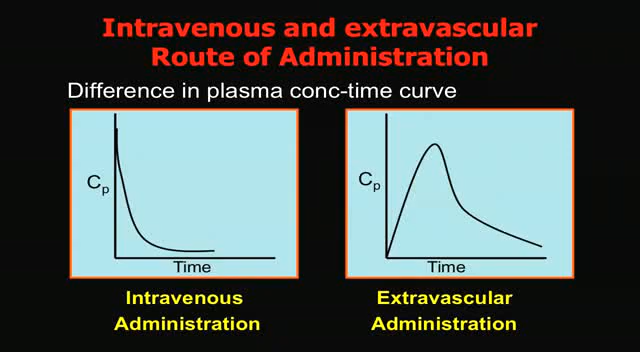 Intravenous and extravascular
Route of Administration
Difference in plasma conc-time curve
Cp
Time
Intravenous
Administration
Cp
Time
Extravascular
Administration